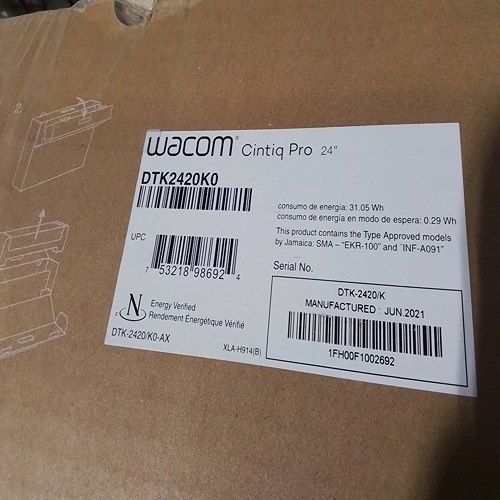 2
wacom® Cintiq Pro 24"
DTK2420K0
UPC
7 53218 98692 4
N
Energy Verified
Rendement Energétique Vérifié
DTK-2420/K0-AX
XLA-H914(B)
consumo de energía: 31.05 Wh
consumo de energía en modo de espera: 0.29 Wh
This product contains the Type Approved models
by Jamaica: SMA – "EKR-100" and "INF-A091"
Serial No.
DTK-2420/K
MANUFACTURED : JUN.2021
1FH00F1002692